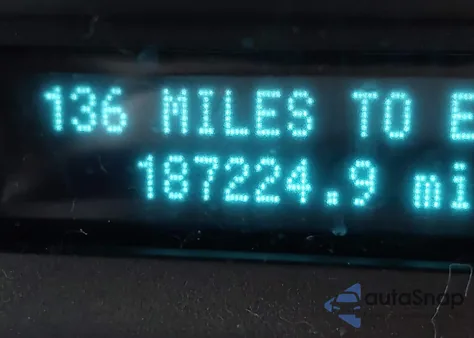 136 MILES TO E
187224.9 mi
autoSnap